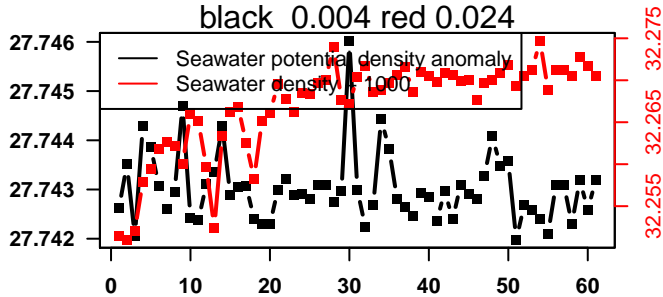 black 0.004 red 0.024
27.746
27.745
27.744
27.743
27.742
Seawater potential density anomaly
Seawater density - 1000
32.275
32.265
32.255
0 10 20 30 40 50 60